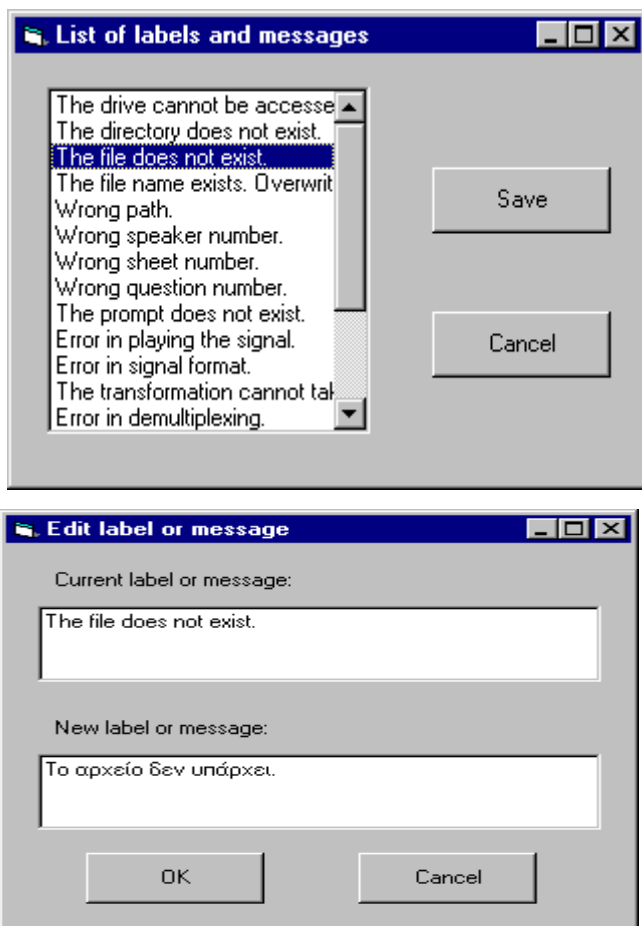 List of labels and messages
The drive cannot be accesse
The directory does not exist.
The file does not exist.
The file name exists. Overwrit
Wrong path.
Wrong speaker number.
Wrong sheet number.
Wrong question number.
The prompt does not exist.
Error in playing the signal.
Error in signal format.
The transformation cannot tak
Error in demultiplexing.
Save
Cancel
Edit label or message
Current label or message:
The file does not exist.
New label or message:
Το αρχείο δεν υπάρχει.
OK
Cancel